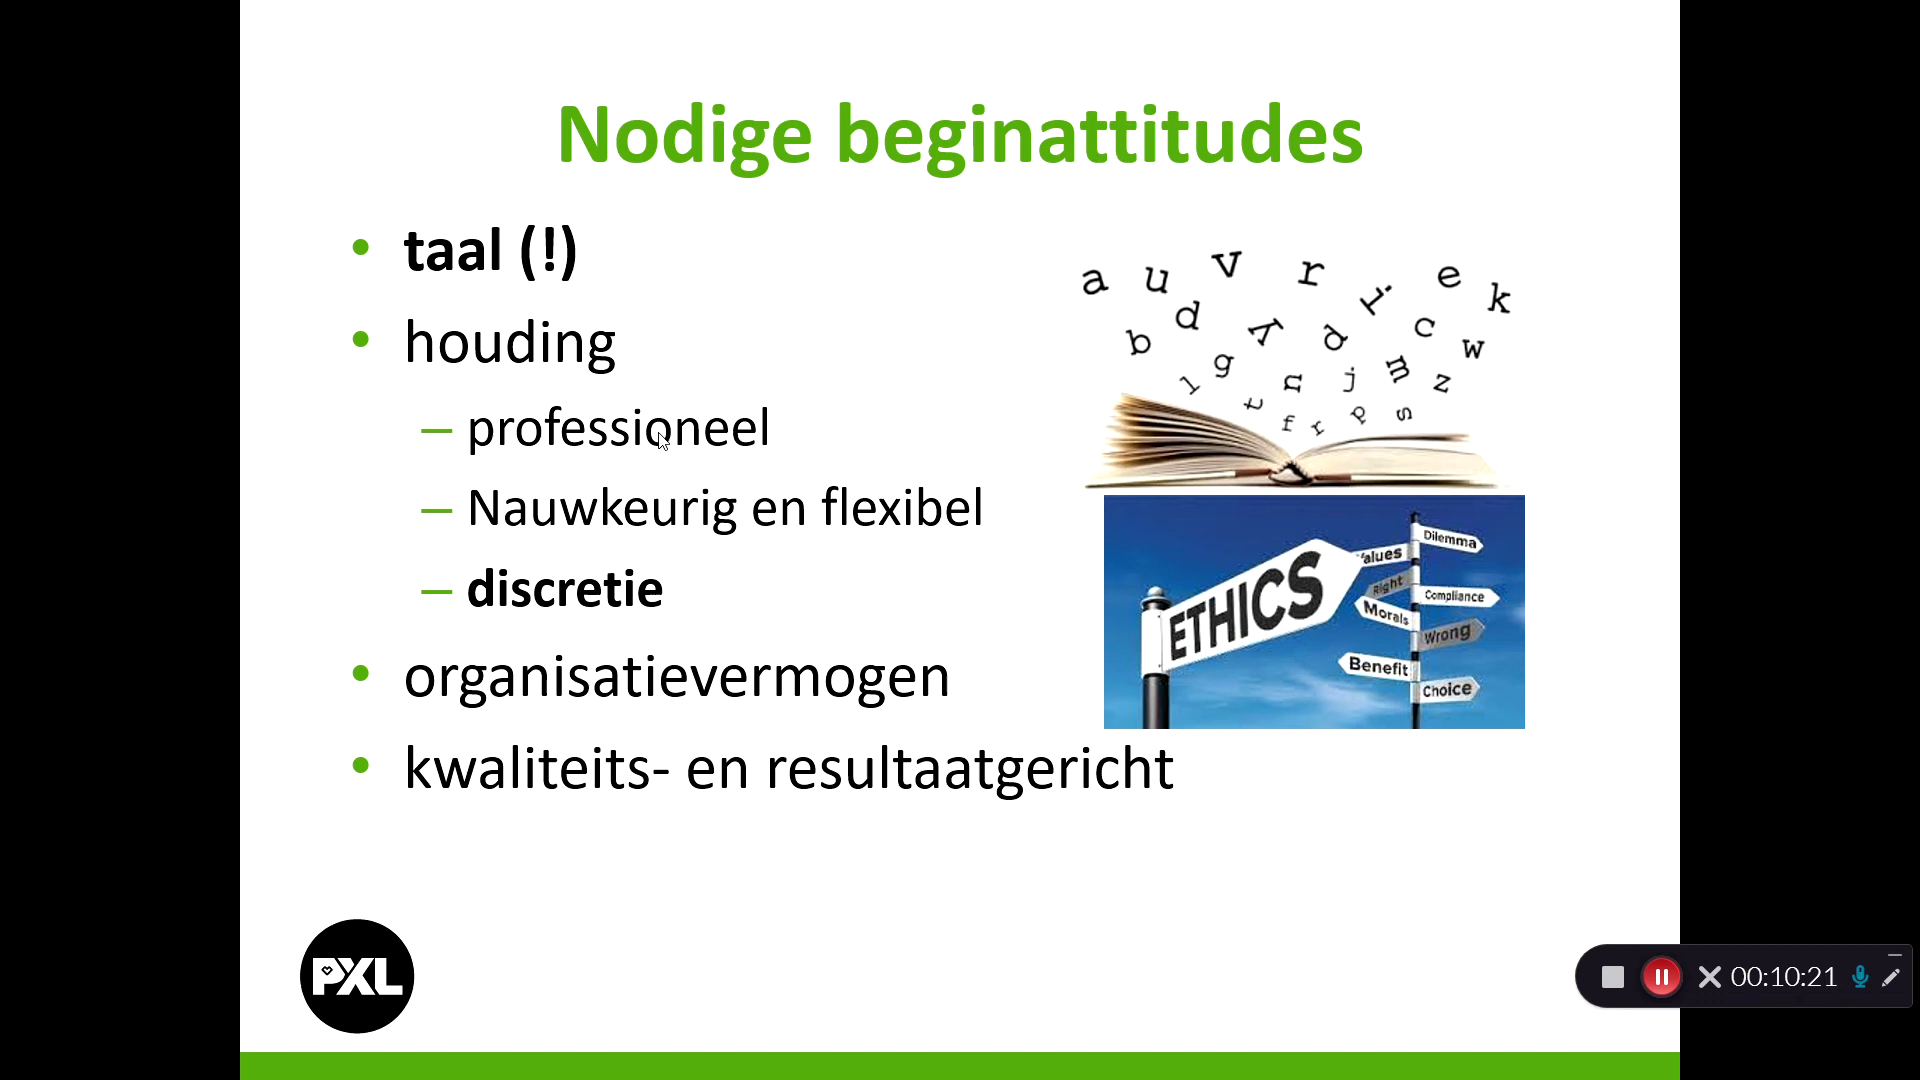 Nodige beginattitudes
• taal (!)
• houding
– professioneel
– Nauwkeurig en flexibel
– discretie
• organisatievermogen
• kwaliteits- en resultaatgericht
a u v r i e k
b d y d c w
l g n j m z
t f r p s
ETHICS
Values
Dilemma
Right
Compliance
Morals
Wrong
Benefit
Choice
PXL
00:10:21